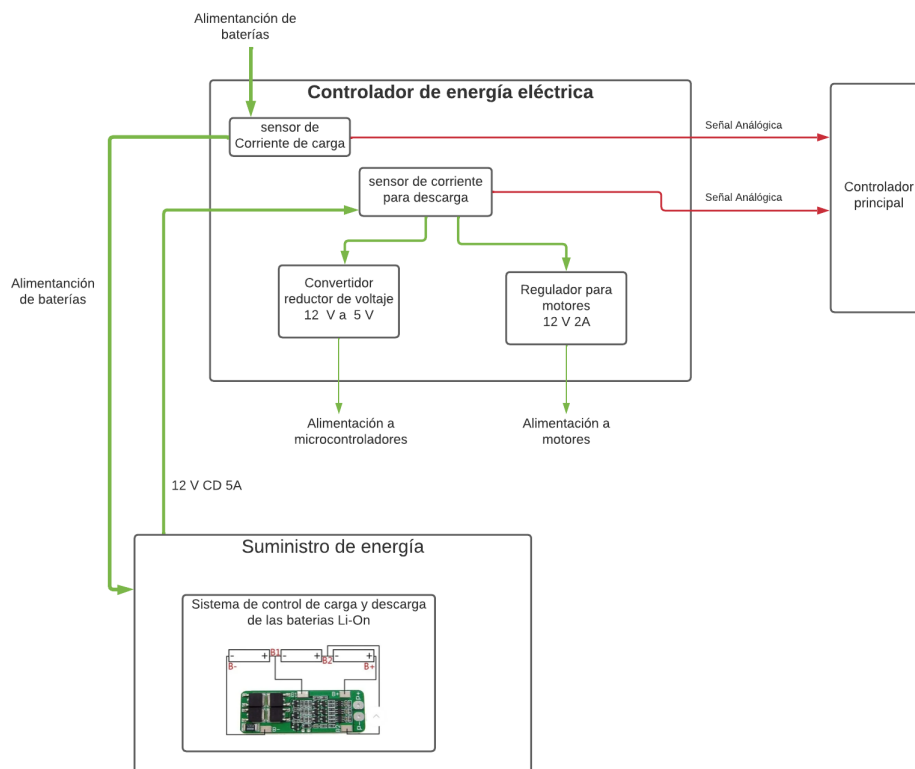 Alimentanción de
baterías
Controlador de energía eléctrica
sensor de
Corriente de carga
Señal Análógica
sensor de corriente
para descarga
Señal Análógica
Controlador
principal
Alimentanción
de baterías
Convertidor
reductor de voltaje
12 V a 5 V
Regulador para
motores
12 V 2A
Alimentación a
microcontroladores
Alimentación a
motores
12 V CD 5A
Suministro de energía
Sistema de control de carga y descarga
de las baterias Li-On
- + B1 - + B2 - +
B- B+